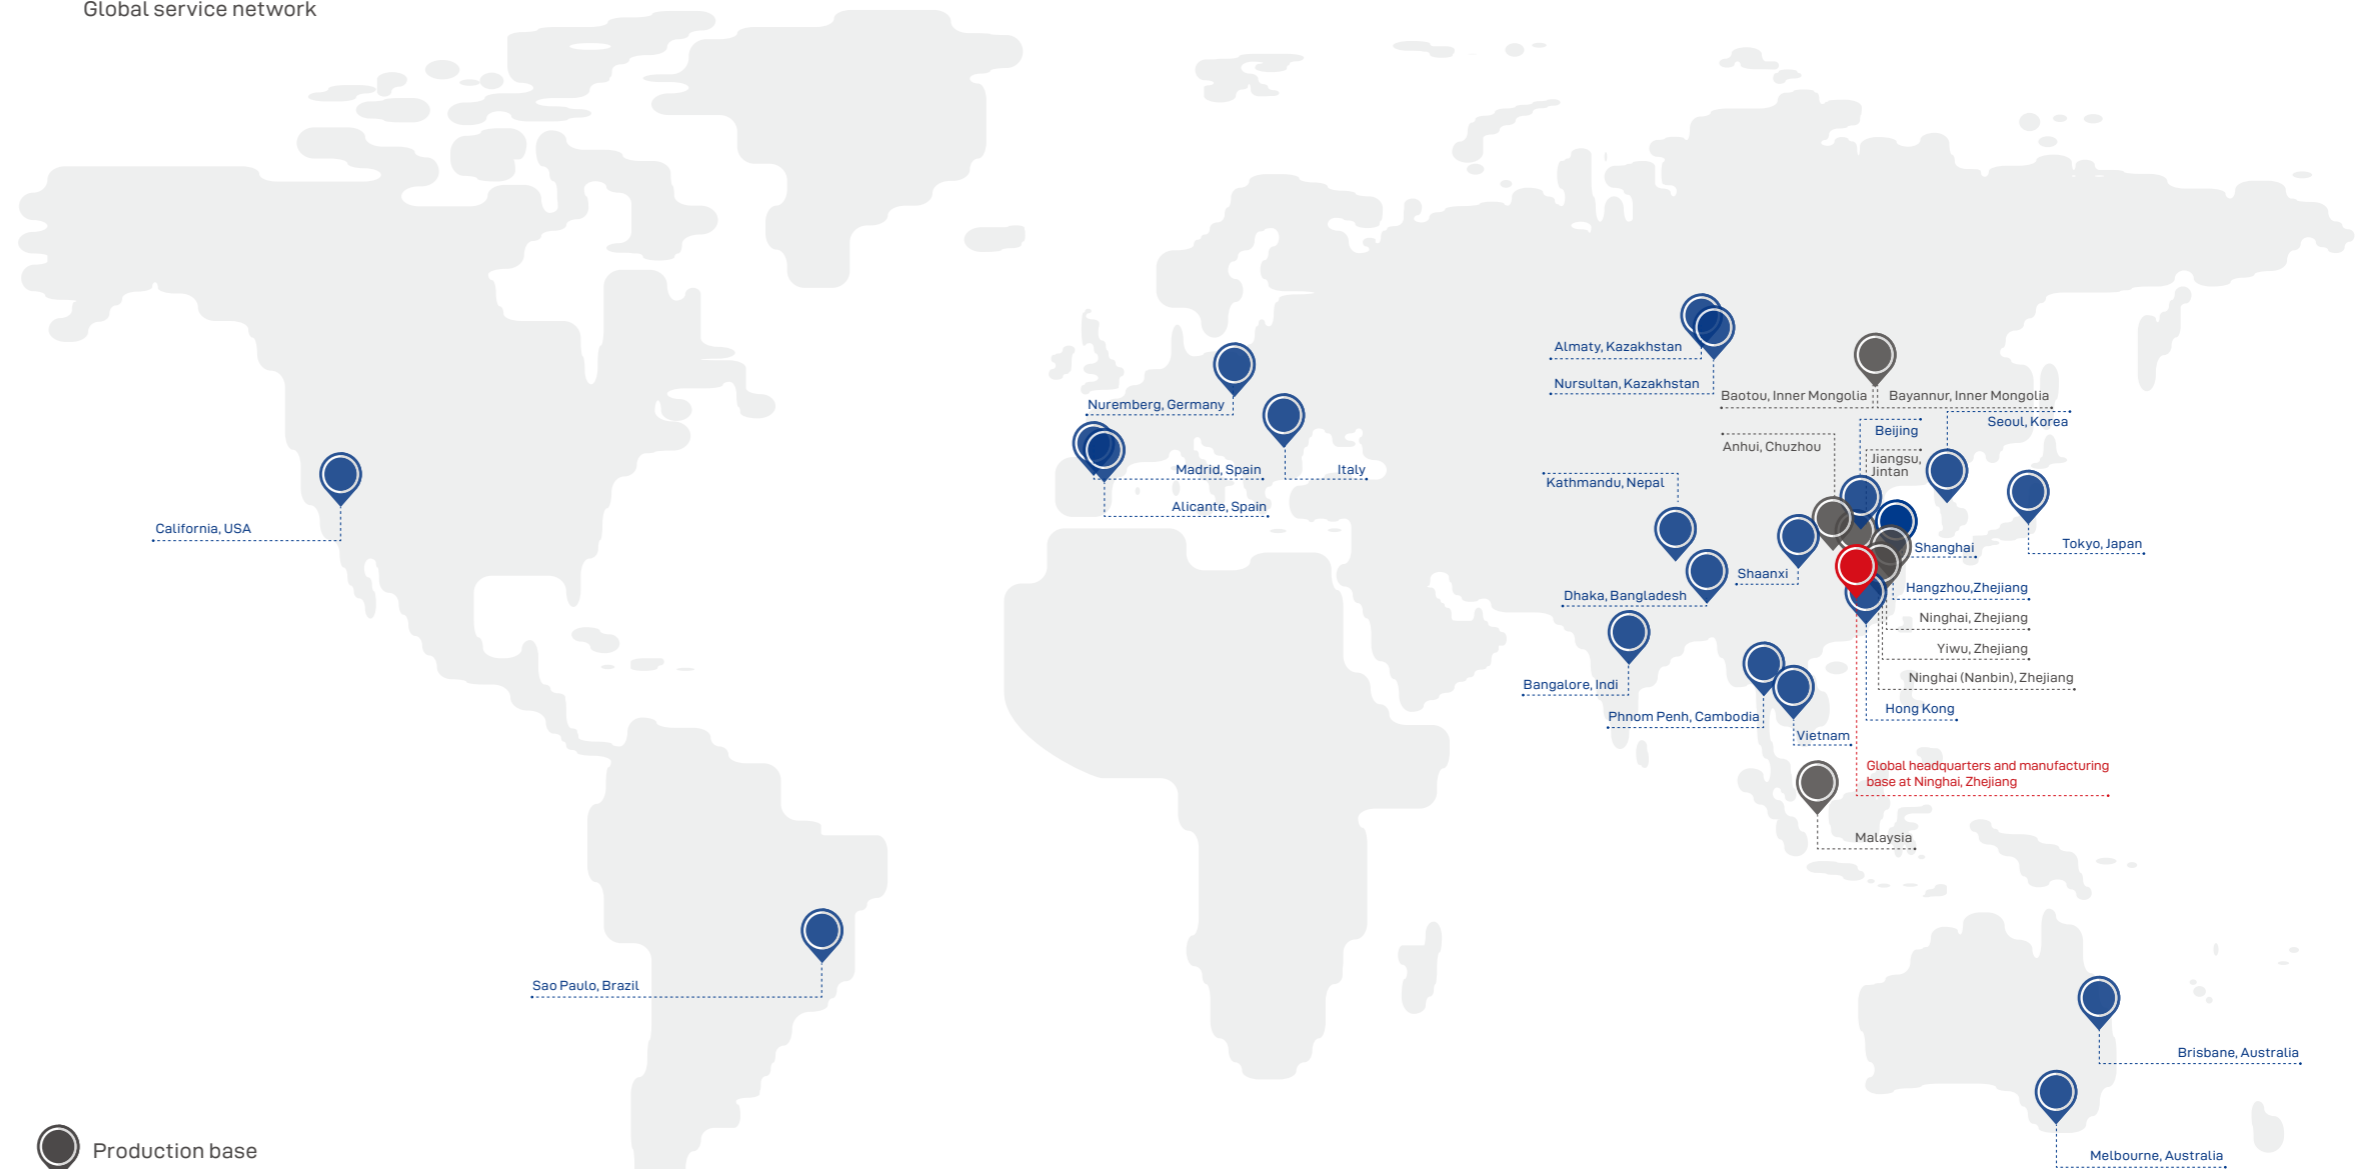 Global service network
Almaty, Kazakhstan
Nursultan, Kazakhstan
Nuremberg, Germany
Baotou, Inner Mongolia
Bayannur, Inner Mongolia
Seoul, Korea
Beijing
Anhui, Chuzhou
Jiangsu,
Jintan
Madrid, Spain
Italy
Kathmandu, Nepal
Alicante, Spain
California, USA
Shanghai
Tokyo, Japan
Shaanxi
Dhaka, Bangladesh
Hangzhou,Zhejiang
Ninghai, Zhejiang
Yiwu, Zhejiang
Ninghai (Nanbin), Zhejiang
Bangalore, Indi
Hong Kong
Phnom Penh, Cambodia
Vietnam
Global headquarters and manufacturing
base at Ninghai, Zhejiang
Malaysia
Sao Paulo, Brazil
Brisbane, Australia
Production base
Melbourne, Australia